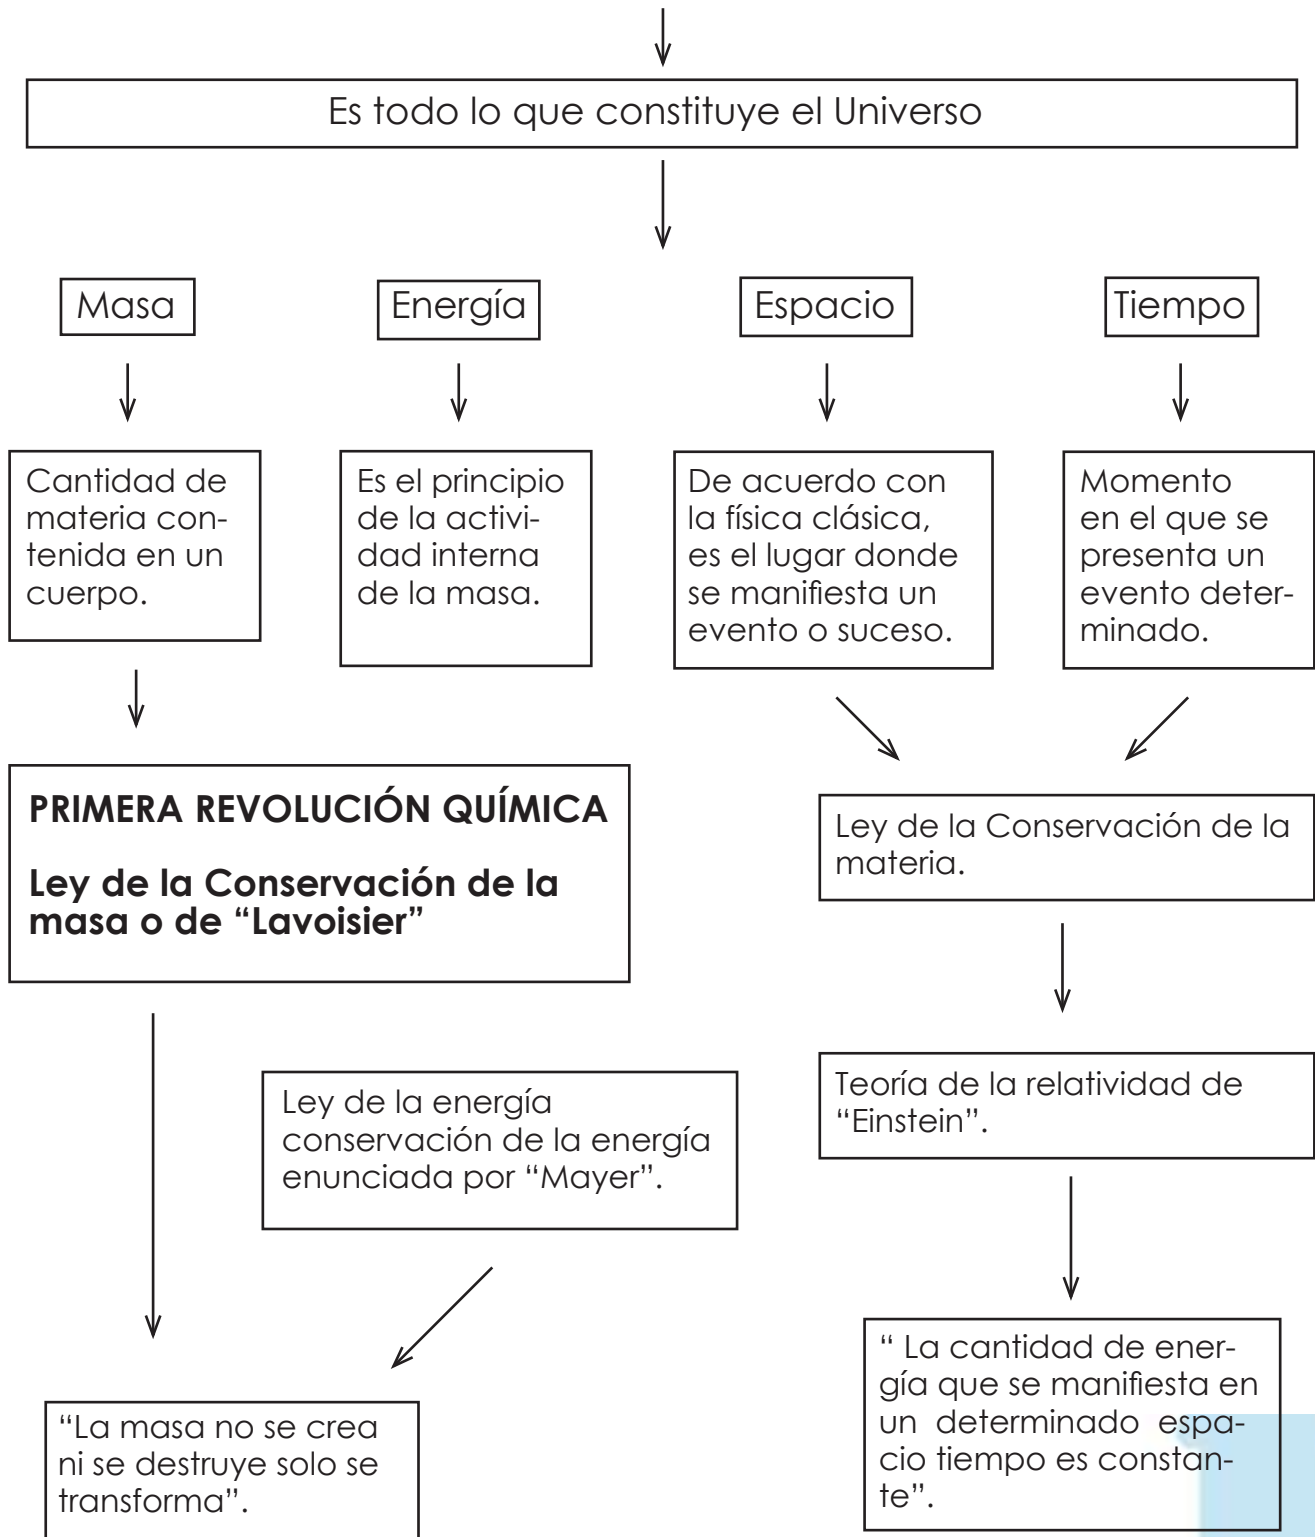 Es todo lo que constituye el Universo
Masa
Energía
Espacio
Tiempo
Cantidad de
materia con-
tenida en un
cuerpo.
Es el principio
de la activi-
dad interna
de la masa.
De acuerdo con
la física clásica,
es el lugar donde
se manifiesta un
evento o suceso.
Momento
en el que se
presenta un
evento deter-
minado.
PRIMERA REVOLUCIÓN QUÍMICA
Ley de la Conservación de la
masa o de “Lavoisier”
Ley de la Conservación de la
materia.
Ley de la energía
conservación de la energía
enunciada por “Mayer”.
Teoría de la relatividad de
“Einstein”.
“La masa no se crea
ni se destruye solo se
transforma”.
“ La cantidad de ener-
gía que se manifiesta en
un determinado espa-
cio tiempo es constan-
te”.